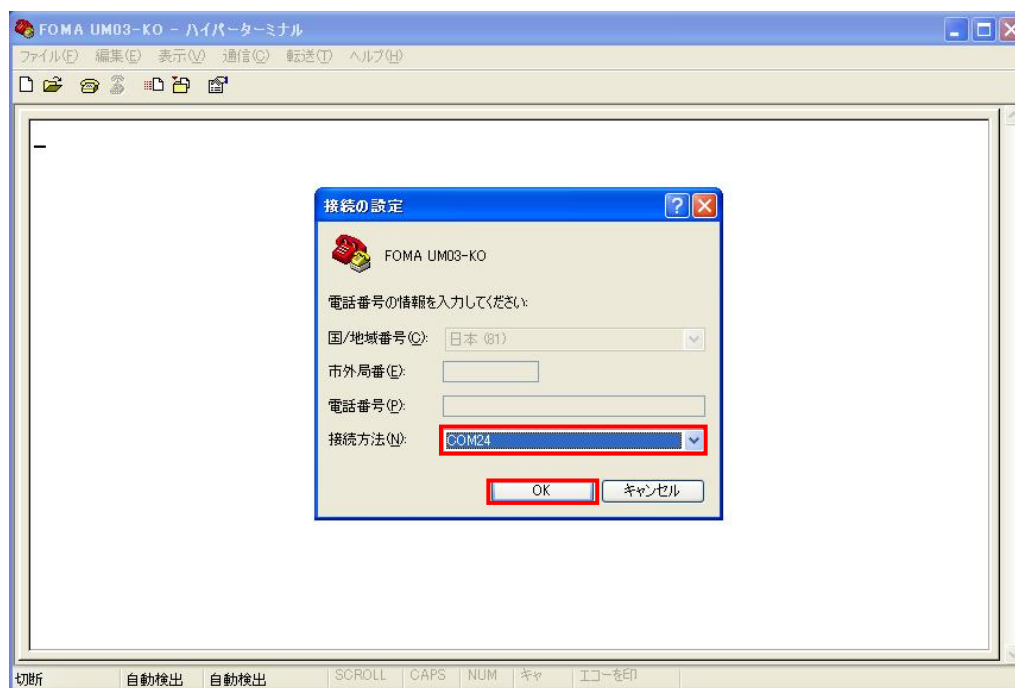 FOMA UM03-KO - ハイパーターミナル
ファイル(F) 編集(E) 表示(V) 通信(C) 転送(T) ヘルプ(H)
接続の設定
FOMA UM03-KO
電話番号の情報を入力してください:
国/地域番号(C): 日本 (81)
市外局番(E):
電話番号(P):
接続方法(N): COM24
OK キャンセル
切断 自動検出 自動検出 SCROLL CAPS NUM キャ エコーを印